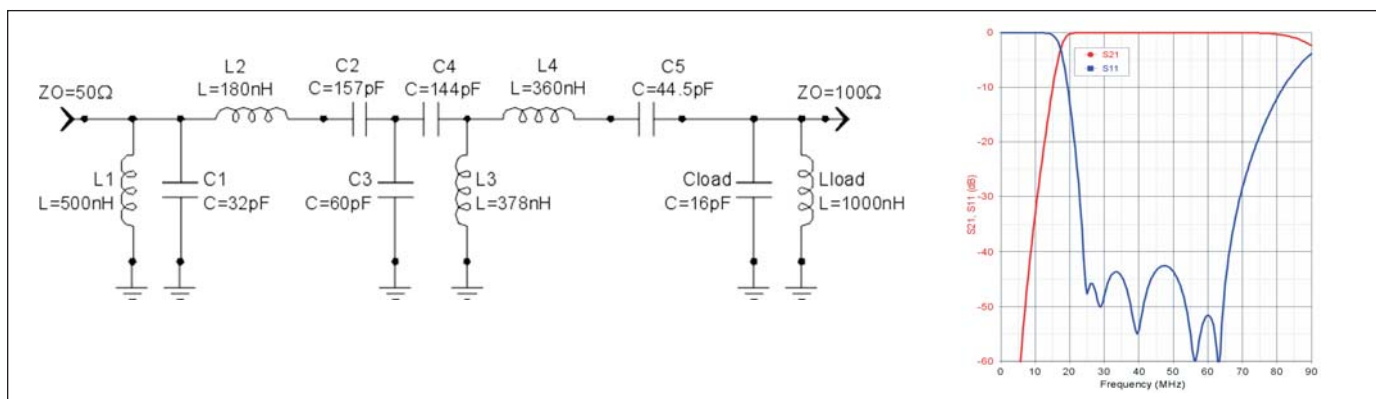 ZO=50Ω
L2
L=180nH
C2
C=157pF
C4
C=144pF
L4
L=360nH
C5
C=44.5pF
ZO=100Ω
L1
L=500nH
C1
C=32pF
C3
C=60pF
L3
L=378nH
Cload
C=16pF
Lload
L=1000nH
S21
S11
S21, S11 (dB)
0
-10
-20
-30
-40
-50
-60
0 10 20 30 40 50 60 70 80 90
Frequency (MHz)